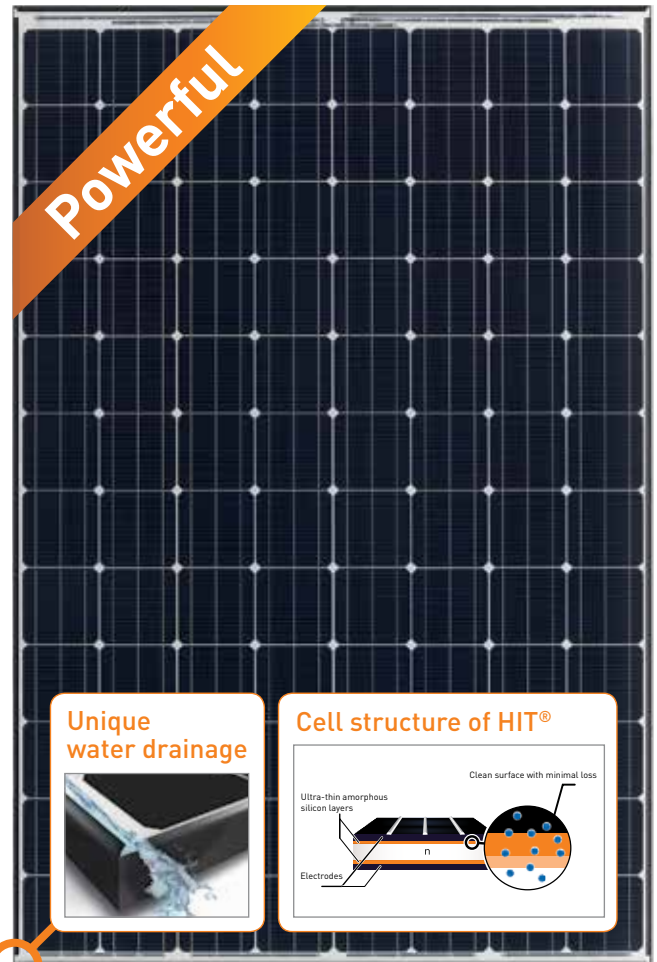 Powerful
Unique
water drainage
Cell structure of HIT®
Clean surface with minimal loss
Ultra-thin amorphous
silicon layers
n
Electrodes